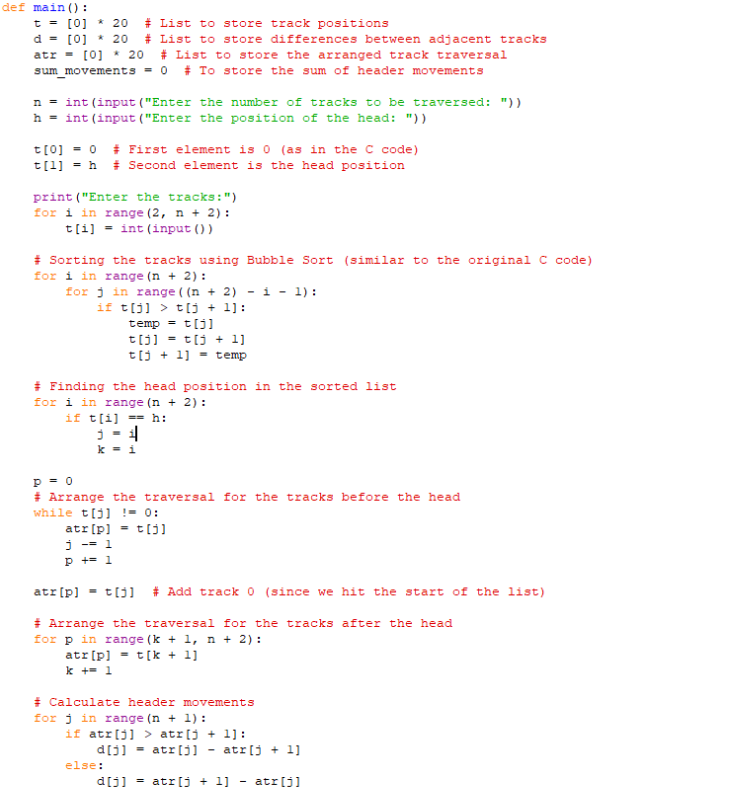 def main():
    t = [0] * 20  # List to store track positions
    d = [0] * 20  # List to store differences between adjacent tracks
    atr = [0] * 20  # List to store the arranged track traversal
    sum_movements = 0  # To store the sum of header movements

    n = int(input("Enter the number of tracks to be traversed: "))
    h = int(input("Enter the position of the head: "))

    t[0] = 0  # First element is 0 (as in the C code)
    t[1] = h  # Second element is the head position

    print("Enter the tracks:")
    for i in range(2, n + 2):
        t[i] = int(input())

    # Sorting the tracks using Bubble Sort (similar to the original C code)
    for i in range(n + 2):
        for j in range((n + 2) - i - 1):
            if t[j] > t[j + 1]:
                temp = t[j]
                t[j] = t[j + 1]
                t[j + 1] = temp

    # Finding the head position in the sorted list
    for i in range(n + 2):
        if t[i] == h:
            j = i
            k = i

    p = 0
    # Arrange the traversal for the tracks before the head
    while t[j] != 0:
        atr[p] = t[j]
        j -= 1
        p += 1

    atr[p] = t[j]  # Add track 0 (since we hit the start of the list)

    # Arrange the traversal for the tracks after the head
    for p in range(k + 1, n + 2):
        atr[p] = t[k + 1]
        k += 1

    # Calculate header movements
    for j in range(n + 1):
        if atr[j] > atr[j + 1]:
            d[j] = atr[j] - atr[j + 1]
        else:
            d[j] = atr[j + 1] - atr[j]